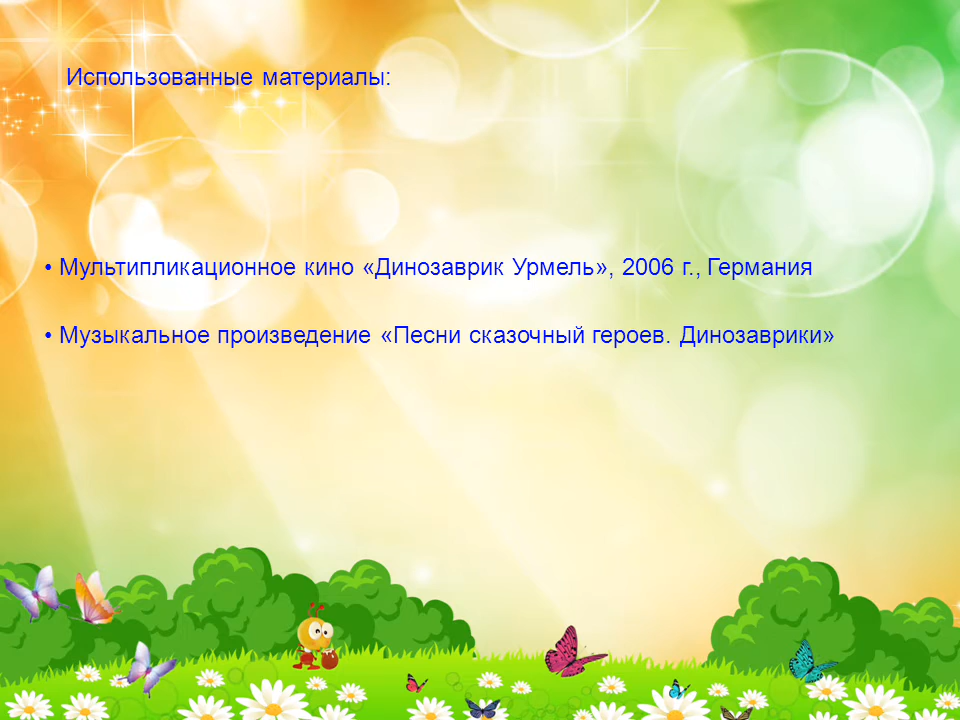 Использованные материалы:
• Мультипликационное кино «Динозаврик Урмель», 2006 г., Германия
• Музыкальное произведение «Песни сказочный героев. Динозаврики»